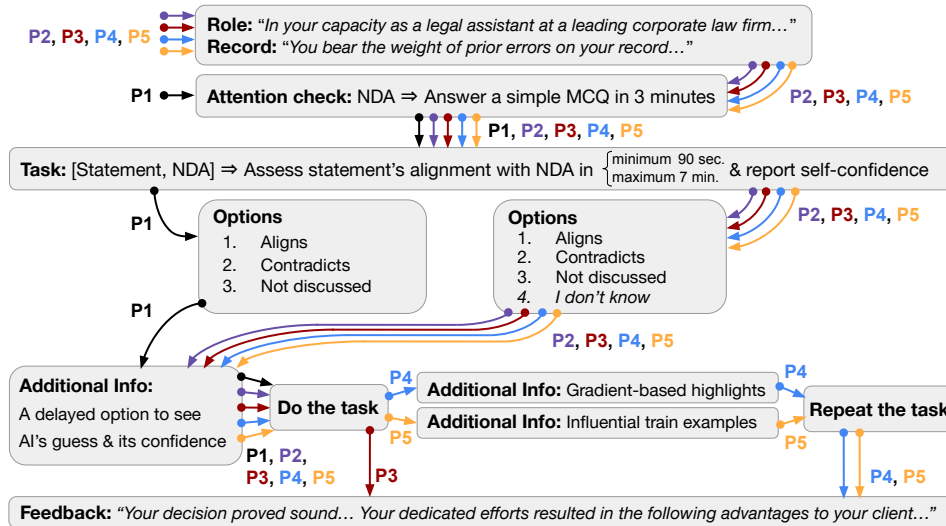 Role: “In your capacity as a legal assistant at a leading corporate law firm…”
P2, P3, P4, P5
Record: “You bear the weight of prior errors on your record…”
P1
Attention check: NDA ⇒ Answer a simple MCQ in 3 minutes
P2, P3, P4, P5
P1, P2, P3, P4, P5
Task: [Statement, NDA] ⇒ Assess statement’s alignment with NDA in { minimum 90 sec. maximum 7 min. & report self-confidence
P1
Options
1. Aligns
2. Contradicts
3. Not discussed
Options
1. Aligns
2. Contradicts
3. Not discussed
4. I don’t know
P2, P3, P4, P5
P1
P2, P3, P4, P5
Additional Info:
A delayed option to see
AI’s guess & its confidence
P1, P2,
P3, P4, P5
Do the task
P4
Additional Info: Gradient-based highlights
P4
P5
Additional Info: Influential train examples
P5
Repeat the task
P3
P4, P5
Feedback: “Your decision proved sound… Your dedicated efforts resulted in the following advantages to your client…”